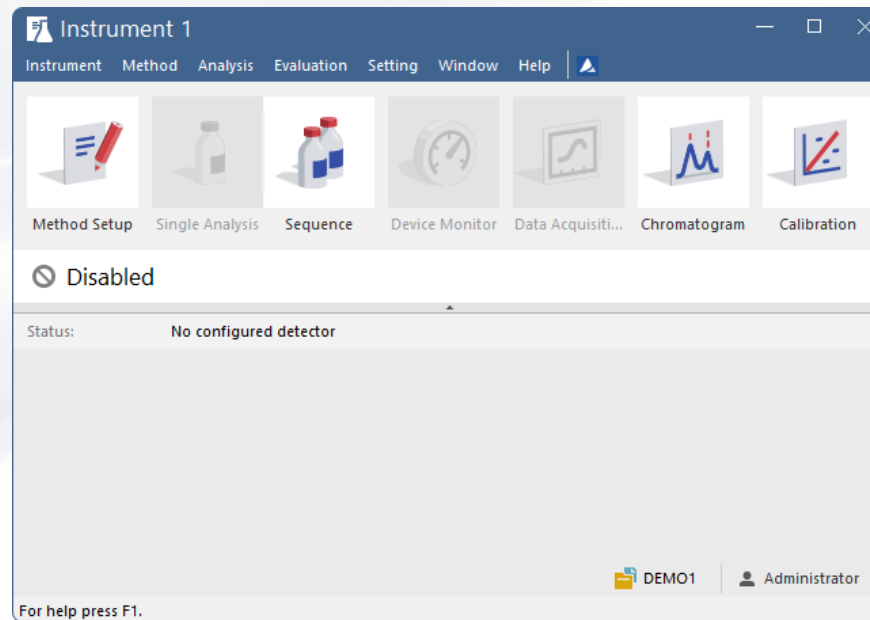 Instrument 1
Instrument Method Analysis Evaluation Setting Window Help
Method Setup Single Analysis Sequence Device Monitor Data Acquisiti... Chromatogram Calibration
Disabled
Status: No configured detector
DEMO1 Administrator
For help press F1.